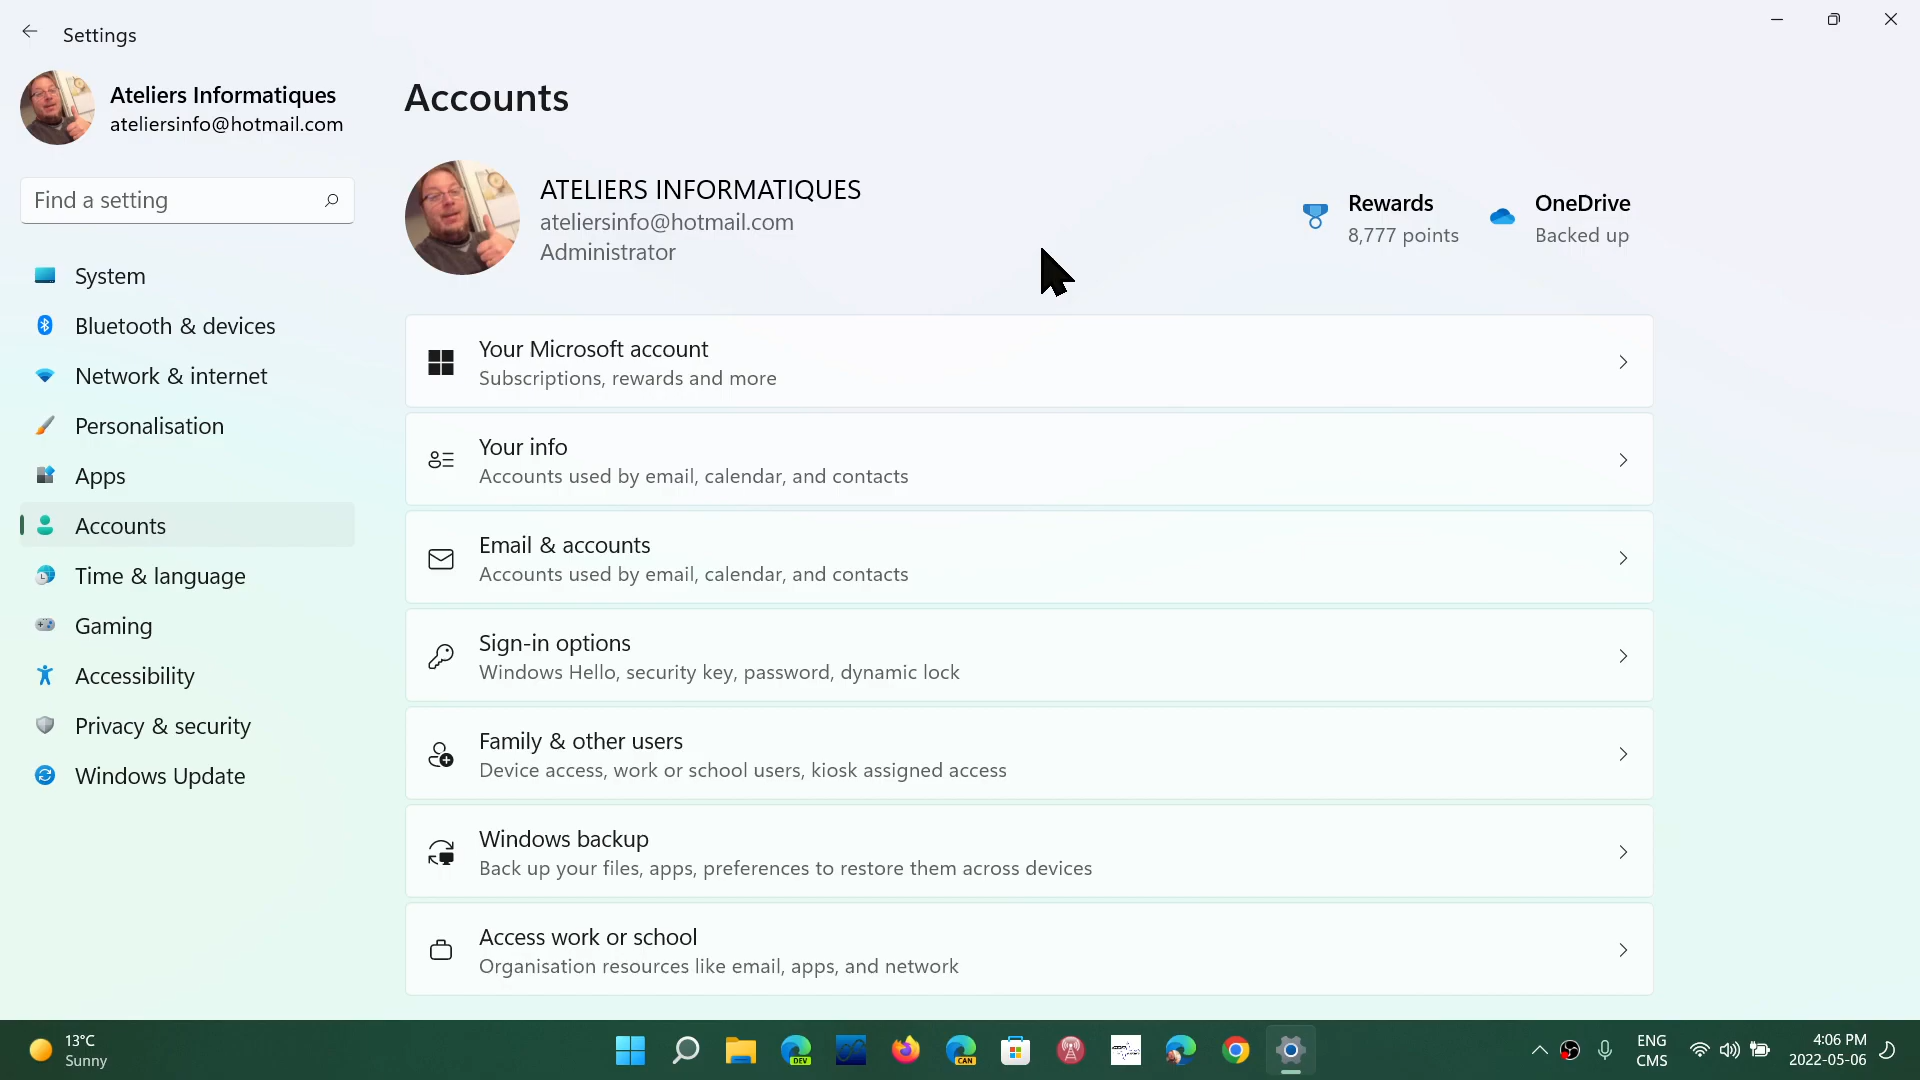 Settings
Ateliers Informatiques
ateliersinfo@hotmail.com
Find a setting
System
Bluetooth & devices
Network & internet
Personalisation
Apps
Accounts
Time & language
Gaming
Accessibility
Privacy & security
Windows Update
Accounts
ATELIERS INFORMATIQUES
ateliersinfo@hotmail.com
Administrator
Rewards
8,777 points
OneDrive
Backed up
Your Microsoft account
Subscriptions, rewards and more
Your info
Accounts used by email, calendar, and contacts
Email & accounts
Accounts used by email, calendar, and contacts
Sign-in options
Windows Hello, security key, password, dynamic lock
Family & other users
Device access, work or school users, kiosk assigned access
Windows backup
Back up your files, apps, preferences to restore them across devices
Access work or school
Organisation resources like email, apps, and network
13°C
Sunny
DEV
CAN
ENG
CMS
4:06 PM
2022-05-06